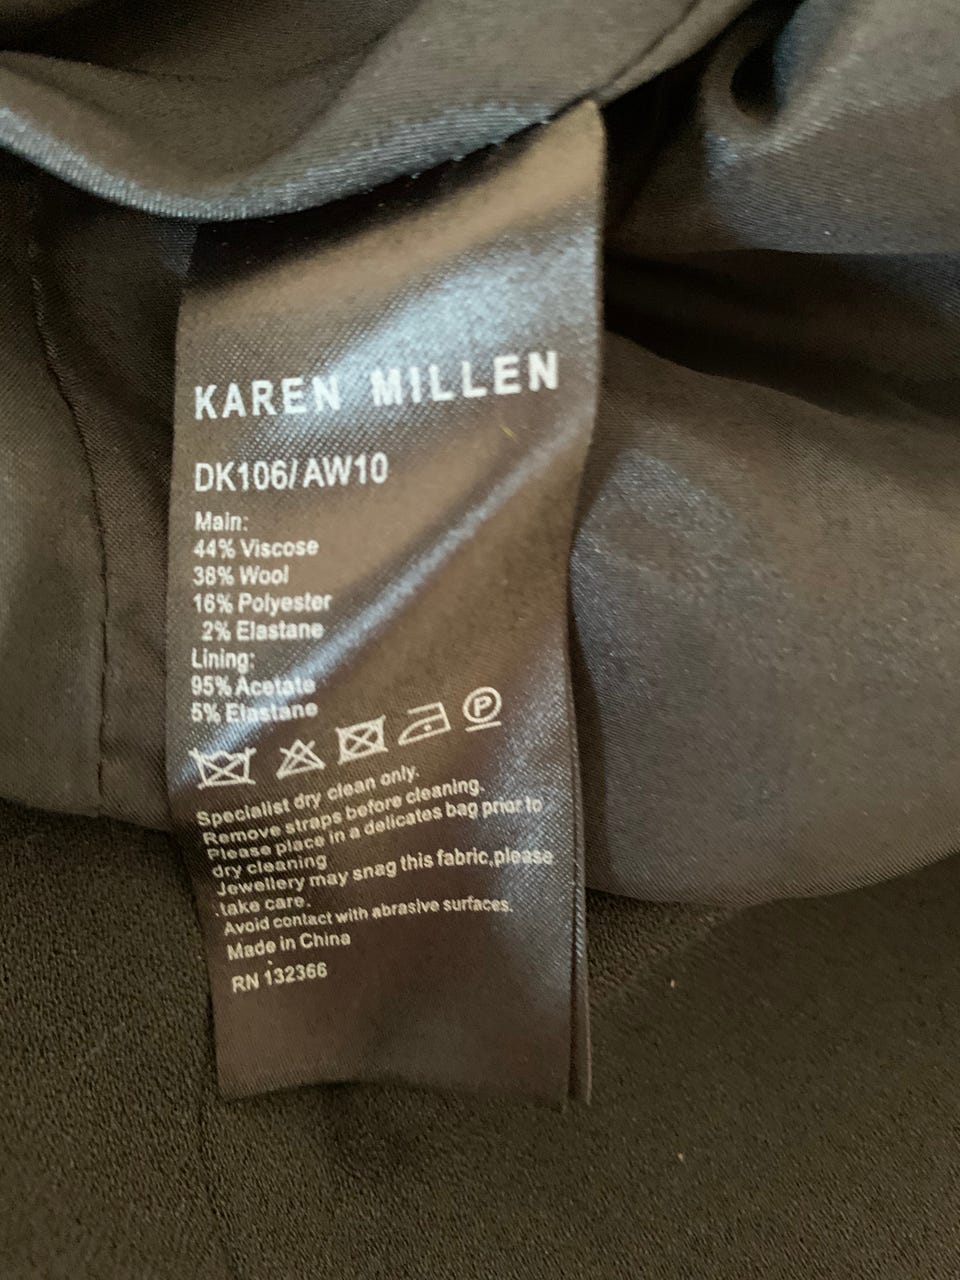 KAREN MILLEN
DK106/AW10
Main:
44% Viscose
38% Wool
16% Polyester
2% Elastane
Lining:
95% Acetate
5% Elastane
P
Specialist dry clean only.
Remove straps before cleaning.
Please place in a delicates bag prior to
dry cleaning
Jewellery may snag this fabric,please
.take care.
Avoid contact with abrasive surfaces.
Made in China
RN 132366